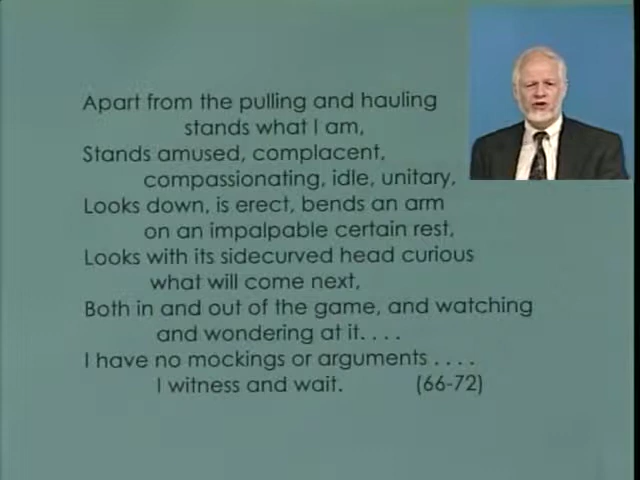 Apart from the pulling and hauling
stands what I am,
Stands amused, complacent,
compassionating, idle, unitary,
Looks down, is erect, bends an arm
on an impalpable certain rest,
Looks with its sidecurved head curious
what will come next,
Both in and out of the game, and watching
and wondering at it. . . .
I have no mockings or arguments . . . .
I witness and wait. (66-72)